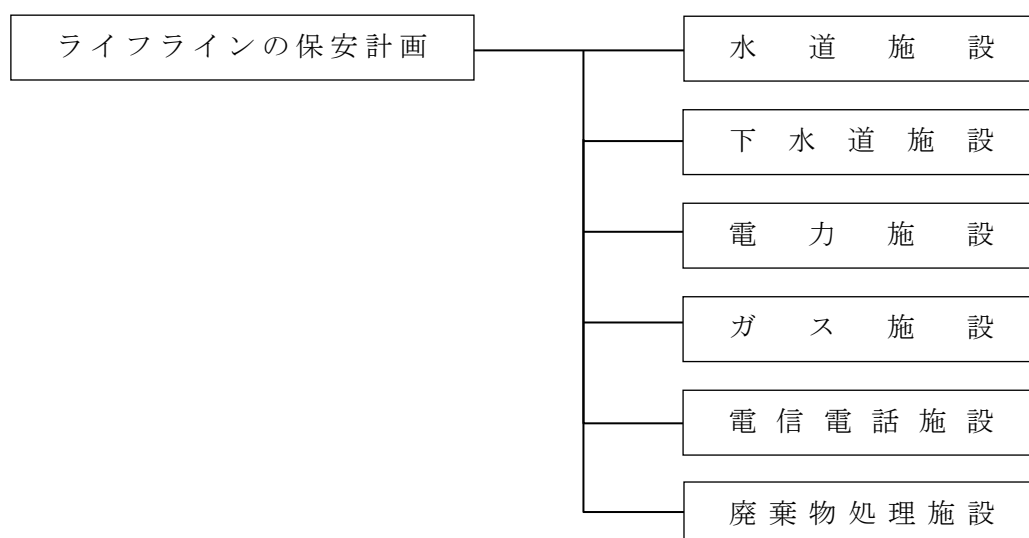 ライフラインの保安計画
水道施設
下水道施設
電力施設
ガス施設
電信電話施設
廃棄物処理施設